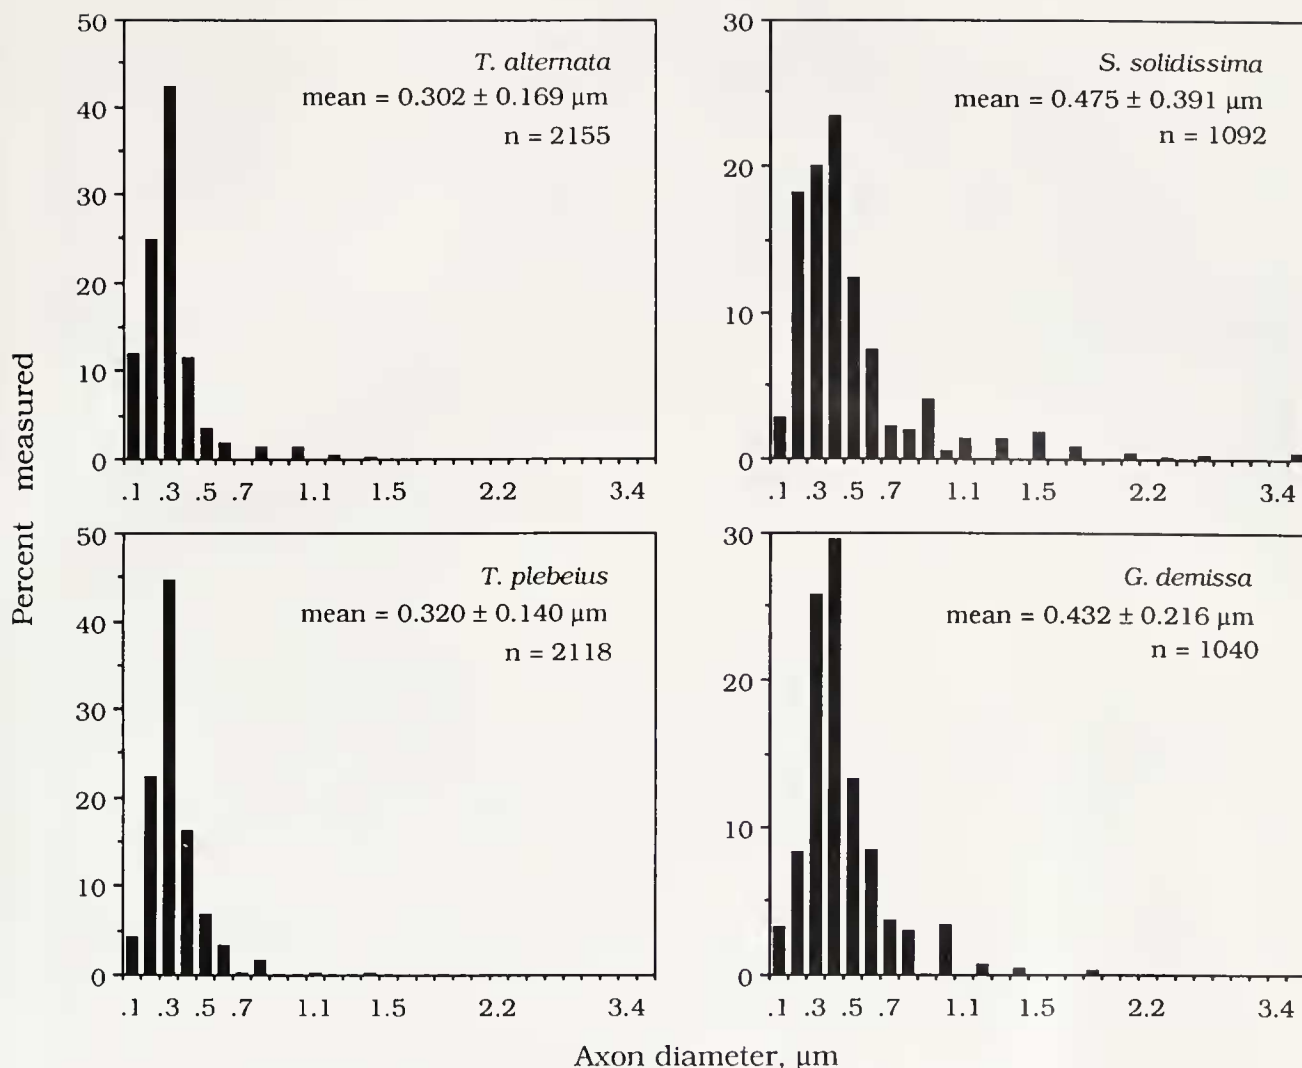 50
40
30
20
10
0
T. alternata
mean = 0.302 ± 0.169 µm
n = 2155
.1 .3 .5 .7 1.1 1.5 2.2 3.4
30
20
10
0
S. solidissima
mean = 0.475 ± 0.391 µm
n = 1092
.1 .3 .5 .7 1.1 1.5 2.2 3.4
Percent measured
50
40
30
20
10
0
T. plebeius
mean = 0.320 ± 0.140 µm
n = 2118
.1 .3 .5 .7 1.1 1.5 2.2 3.4
30
20
10
0
G. demissa
mean = 0.432 ± 0.216 µm
n = 1040
.1 .3 .5 .7 1.1 1.5 2.2 3.4
Axon diameter, µm